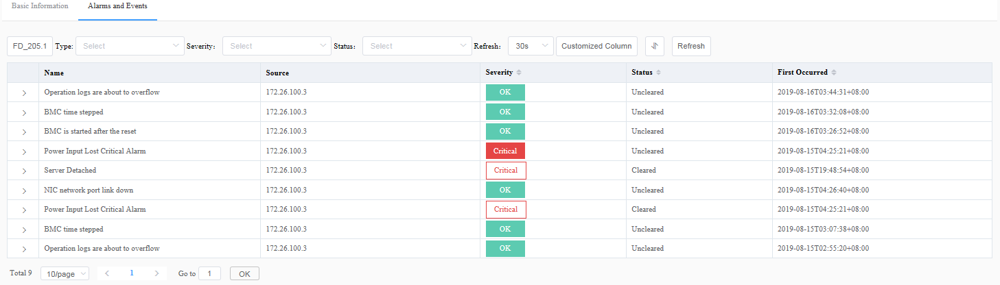 Basic Information Alarms and Events
FD_205.1 Type: Select Severity: Select Status: Select Refresh: 30s Customized Column Refresh
Name Source Severity Status First Occurred
Operation logs are about to overflow 172.26.100.3 OK Uncleared 2019-08-16T03:44:31+08:00
BMC time stepped 172.26.100.3 OK Uncleared 2019-08-16T03:32:08+08:00
BMC is started after the reset 172.26.100.3 OK Uncleared 2019-08-16T03:26:52+08:00
Power Input Lost Critical Alarm 172.26.100.3 Critical Uncleared 2019-08-15T04:25:21+08:00
Server Detached 172.26.100.3 Critical Cleared 2019-08-15T19:48:54+08:00
NIC network port link down 172.26.100.3 OK Uncleared 2019-08-15T04:26:40+08:00
Power Input Lost Critical Alarm 172.26.100.3 Critical Cleared 2019-08-15T04:25:21+08:00
BMC time stepped 172.26.100.3 OK Uncleared 2019-08-15T03:07:38+08:00
Operation logs are about to overflow 172.26.100.3 OK Uncleared 2019-08-15T02:55:20+08:00
Total 9 10/page 1 Go to 1 OK